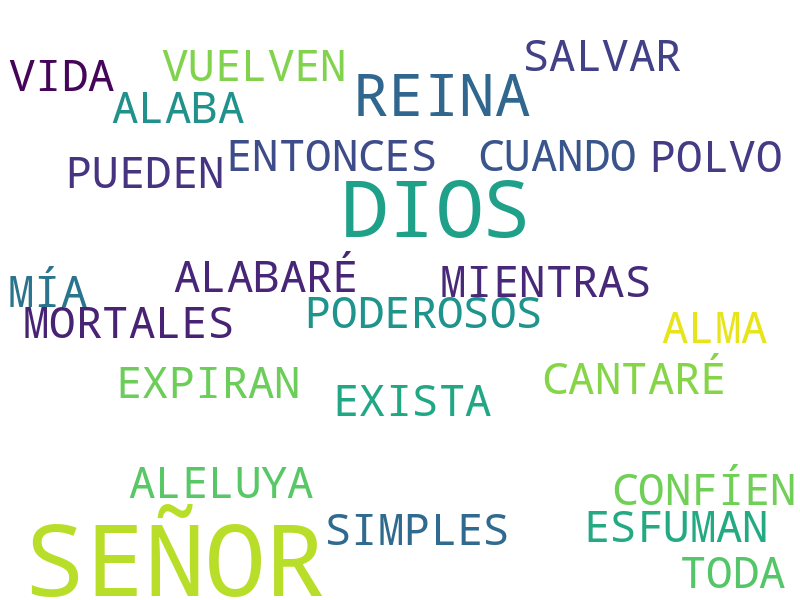 VIDA
VUELVEN
SALVAR
ALABA
REINA
PUEDEN
ENTONCES
CUANDO
POLVO
DIOS
MÍA
ALABARÉ
MIENTRAS
MORTALES
PODEROSOS
ALMA
EXPIRAN
EXISTA
CANTARÉ
ALELUYA
CONFÍEN
SEÑOR
SIMPLES
ESFUMAN
TODA